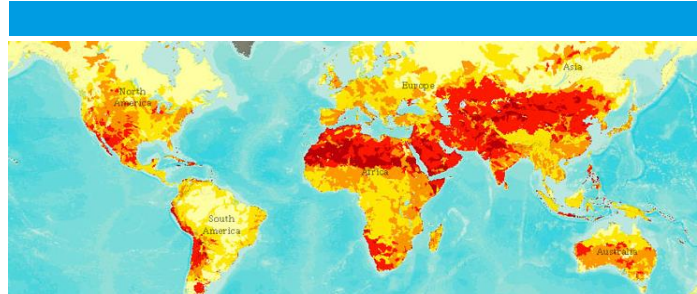 Asia
North
America
Europe
Africa
South
America
Australia